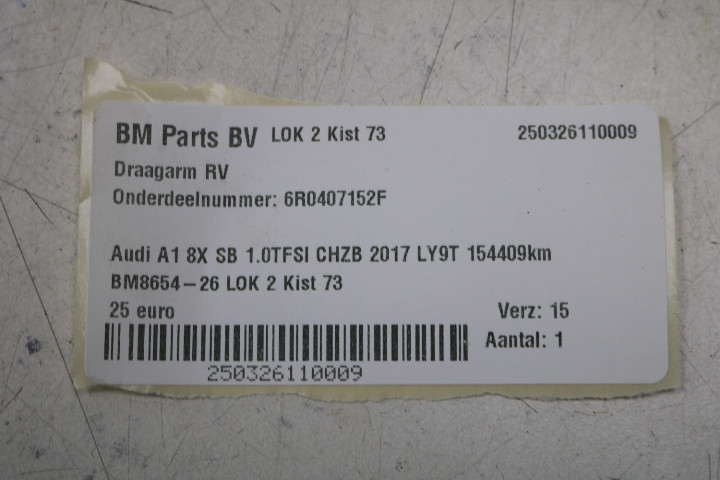 BM Parts BV LOK 2 Kist 73 250326110009
Draagarm RV
Onderdeelnummer: 6R0407152F
Audi A1 8X SB 1.0TFSI CHZB 2017 LY9T 154409km
BM8654-26 LOK 2 Kist 73
25 euro Verz: 15
Aantal: 1
250326110009